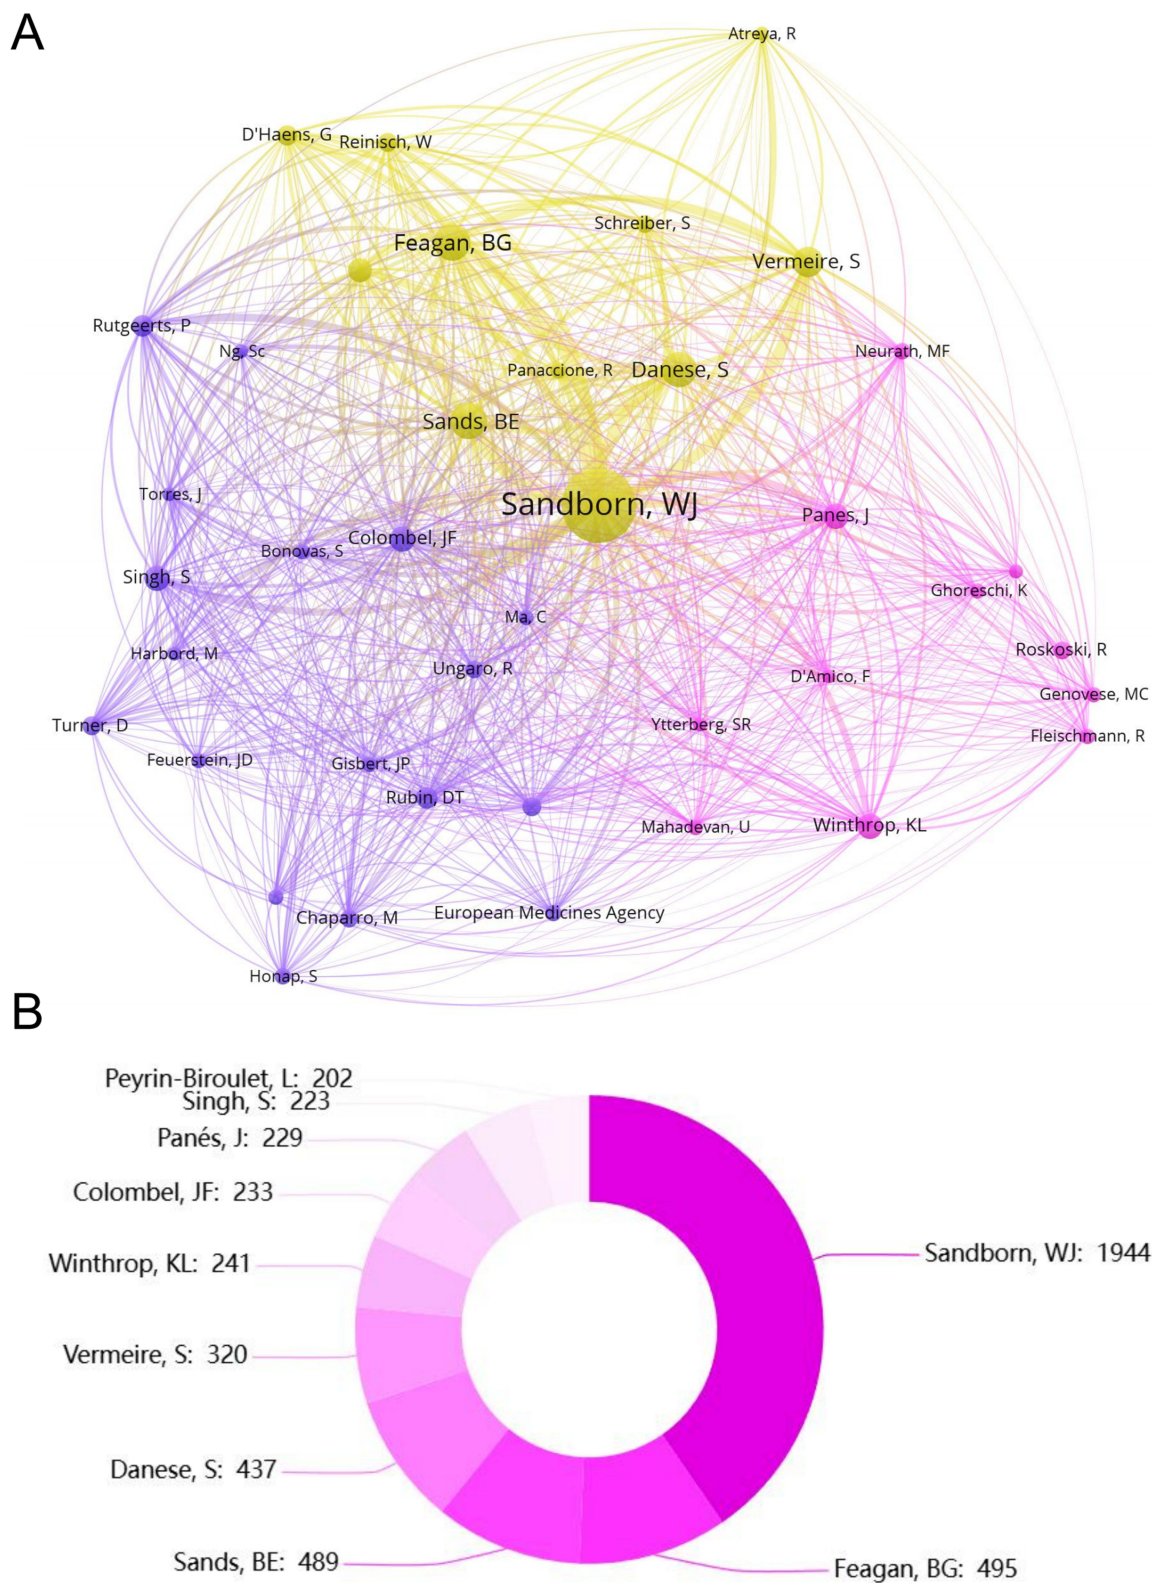 A
Atreya, R
D'Haens, G
Reinisch, W
Schreiber, S
Feagan, BG
Vermeire, S
Rutgeerts, P
Ng, Sc
Neurath, MF
Panaccione, R
Danese, S
Sands, BE
Torres, J
Sandborn, WJ
Panes, J
Colombel, JF
Bonovas, S
Singh, S
Ghoreschi, K
Ma, C
Harbord, M
Roskoski, R
Ungaro, R
D'Amico, F
Genovese, MC
Turner, D
Ytterberg, SR
Fleischmann, R
Feuerstein, JD
Gisbert, JP
Rubin, DT
Mahadevan, U
Winthrop, KL
Chaparro, M
European Medicines Agency
Honap, S
B
Peyrin-Biroulet, L: 202
Singh, S: 223
Panés, J: 229
Colombel, JF: 233
Winthrop, KL: 241
Sandborn, WJ: 1944
Vermeire, S: 320
Danese, S: 437
Sands, BE: 489
Feagan, BG: 495